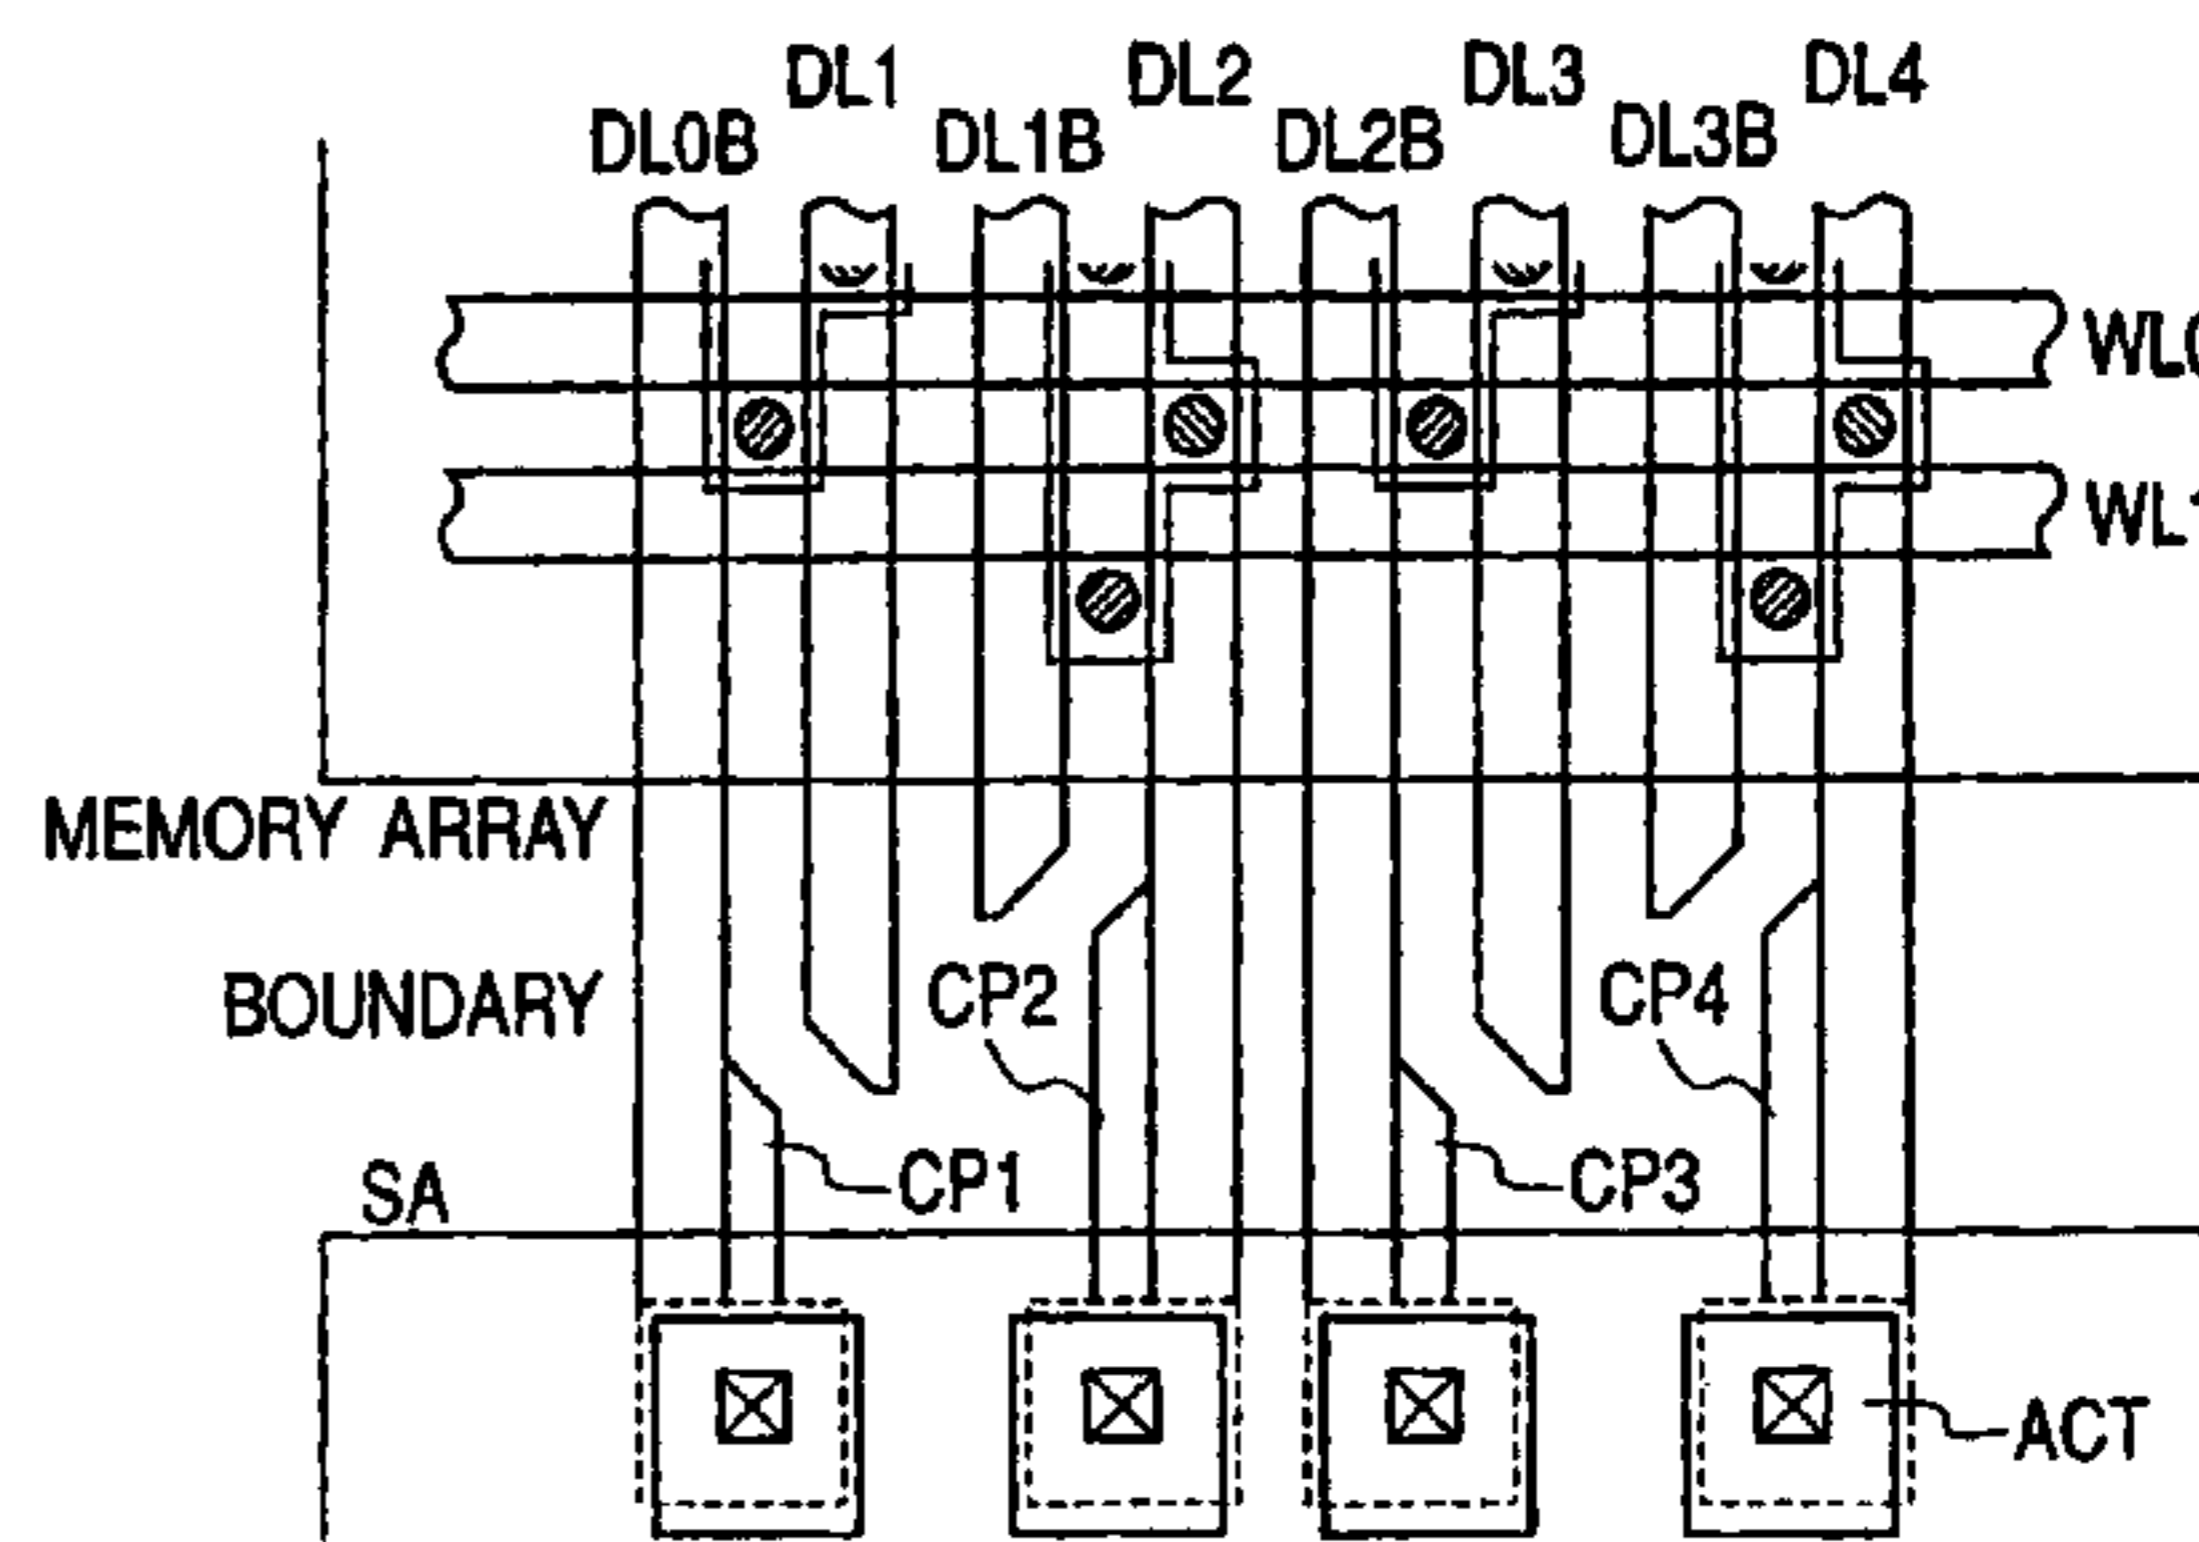 DL1 DL2 DL3 DL4
DL0B DL1B DL2B DL3B
MEMORY ARRAY
BOUNDARY
CP2 CP4
CP1 CP3
SA
ACT